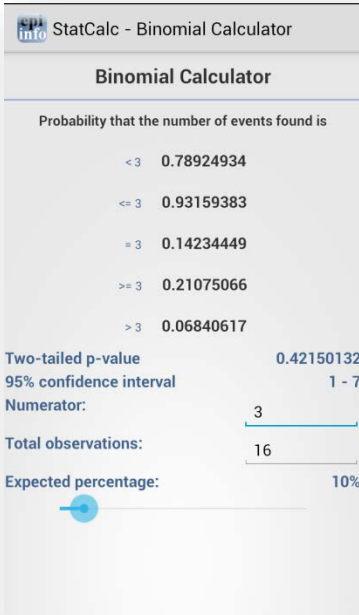 epi
info
StatCalc - Binomial Calculator
Binomial Calculator
Probability that the number of events found is
< 3 0.78924934
<= 3 0.93159383
= 3 0.14234449
>= 3 0.21075066
> 3 0.06840617
Two-tailed p-value 0.42150132
95% confidence interval 1 - 7
Numerator: 3
Total observations: 16
Expected percentage: 10%